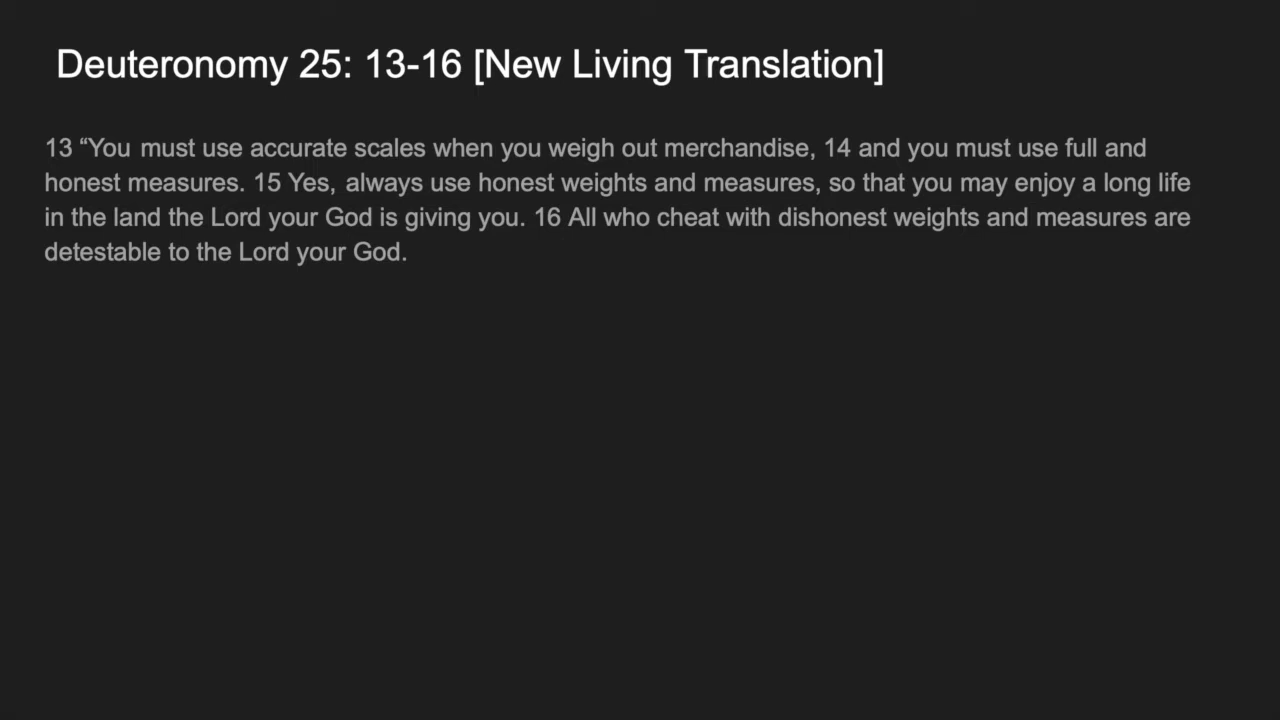 Deuteronomy 25: 13-16 [New Living Translation]
13 “You must use accurate scales when you weigh out merchandise, 14 and you must use full and
honest measures. 15 Yes, always use honest weights and measures, so that you may enjoy a long life
in the land the Lord your God is giving you. 16 All who cheat with dishonest weights and measures are
detestable to the Lord your God.